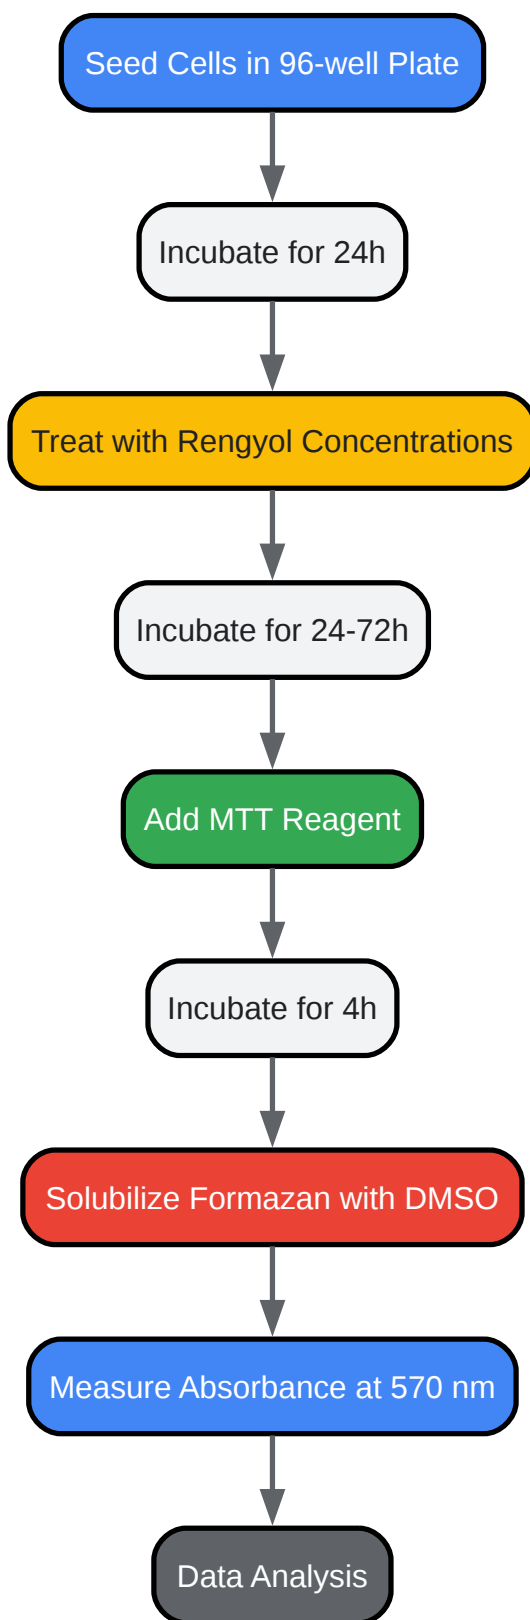 Seed Cells in 96-well Plate
Incubate for 24h
Treat with Rengyol Concentrations
Incubate for 24-72h
Add MTT Reagent
Incubate for 4h
Solubilize Formazan with DMSO
Measure Absorbance at 570 nm
Data Analysis